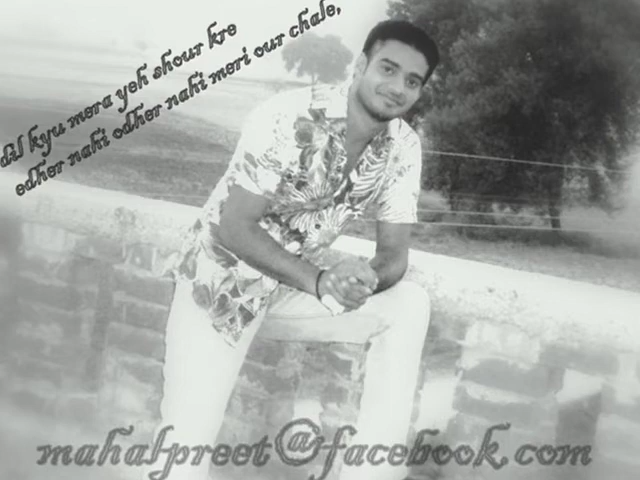 dil kyu mera yeh shour kre
edher nahi odher nahi meri our chale,
mahalpreet@facebook.com